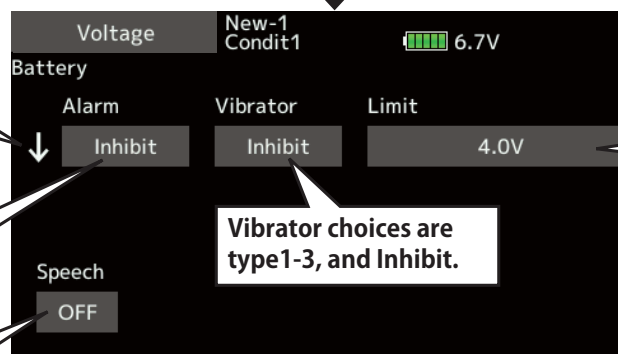 Voltage
New-1
Condit1
6.7V
Battery
Alarm
Vibrator
Limit
↓
Inhibit
Inhibit
4.0V
Vibrator choices are
type1-3, and Inhibit.
Speech
OFF